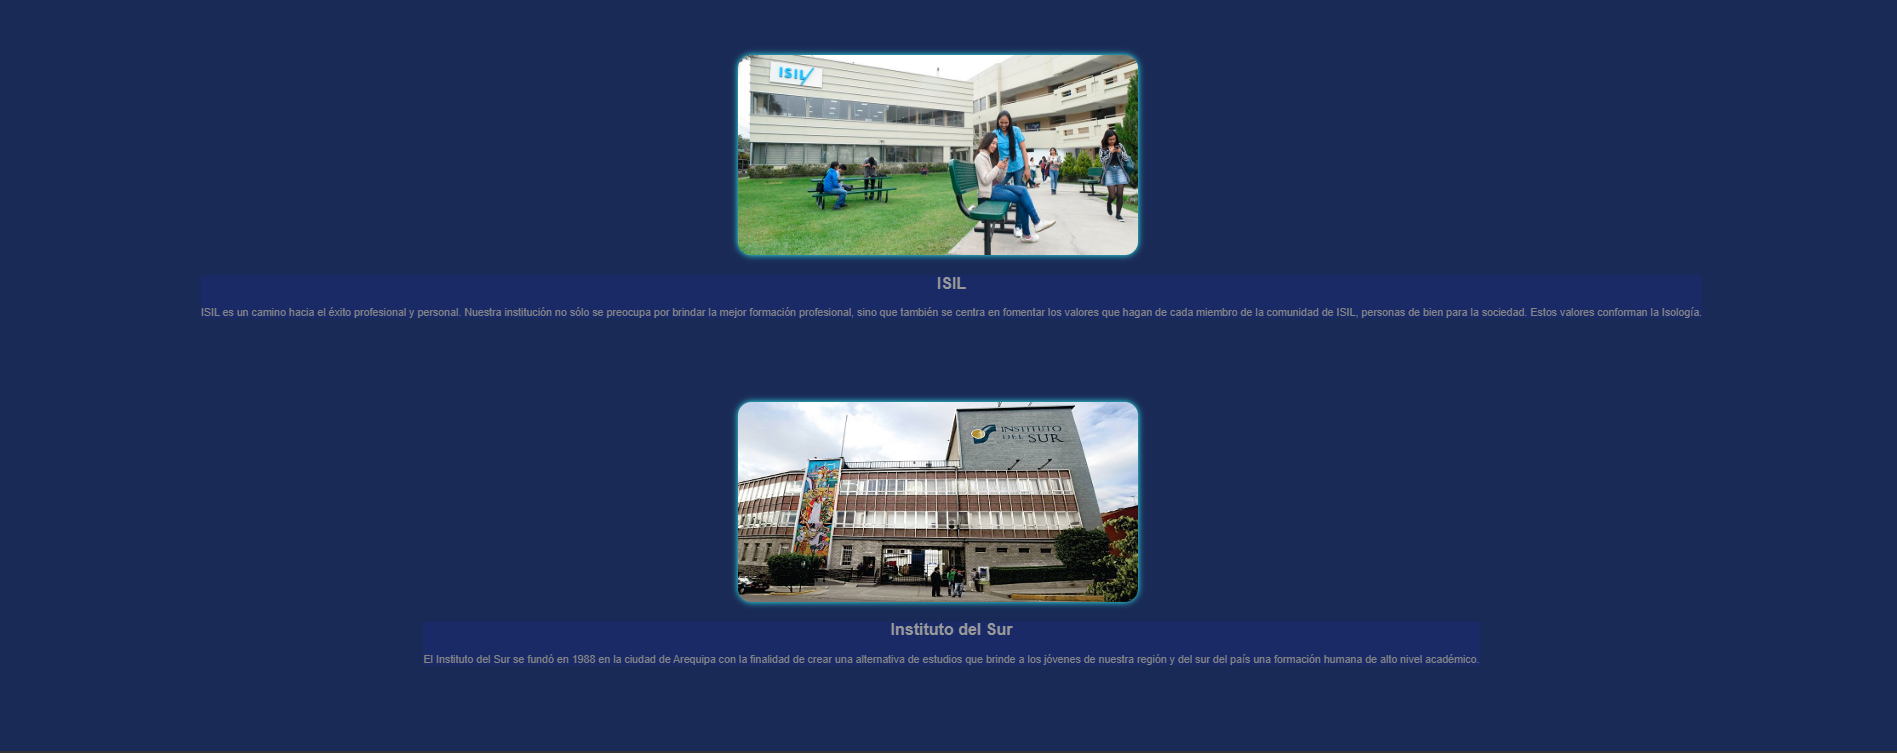 ISIL
ISIL
ISIL es un camino hacia el éxito profesional y personal. Nuestra institución no sólo se preocupa por brindar la mejor formación profesional, sino que también se centra en fomentar los valores que hagan de cada miembro de la comunidad de ISIL, personas de bien para la sociedad. Estos valores conforman la Isología.
INSTITUTO
DEL SUR
Instituto del Sur
El Instituto del Sur se fundó en 1988 en la ciudad de Arequipa con la finalidad de crear una alternativa de estudios que brinde a los jóvenes de nuestra región y del sur del país una formación humana de alto nivel académico.